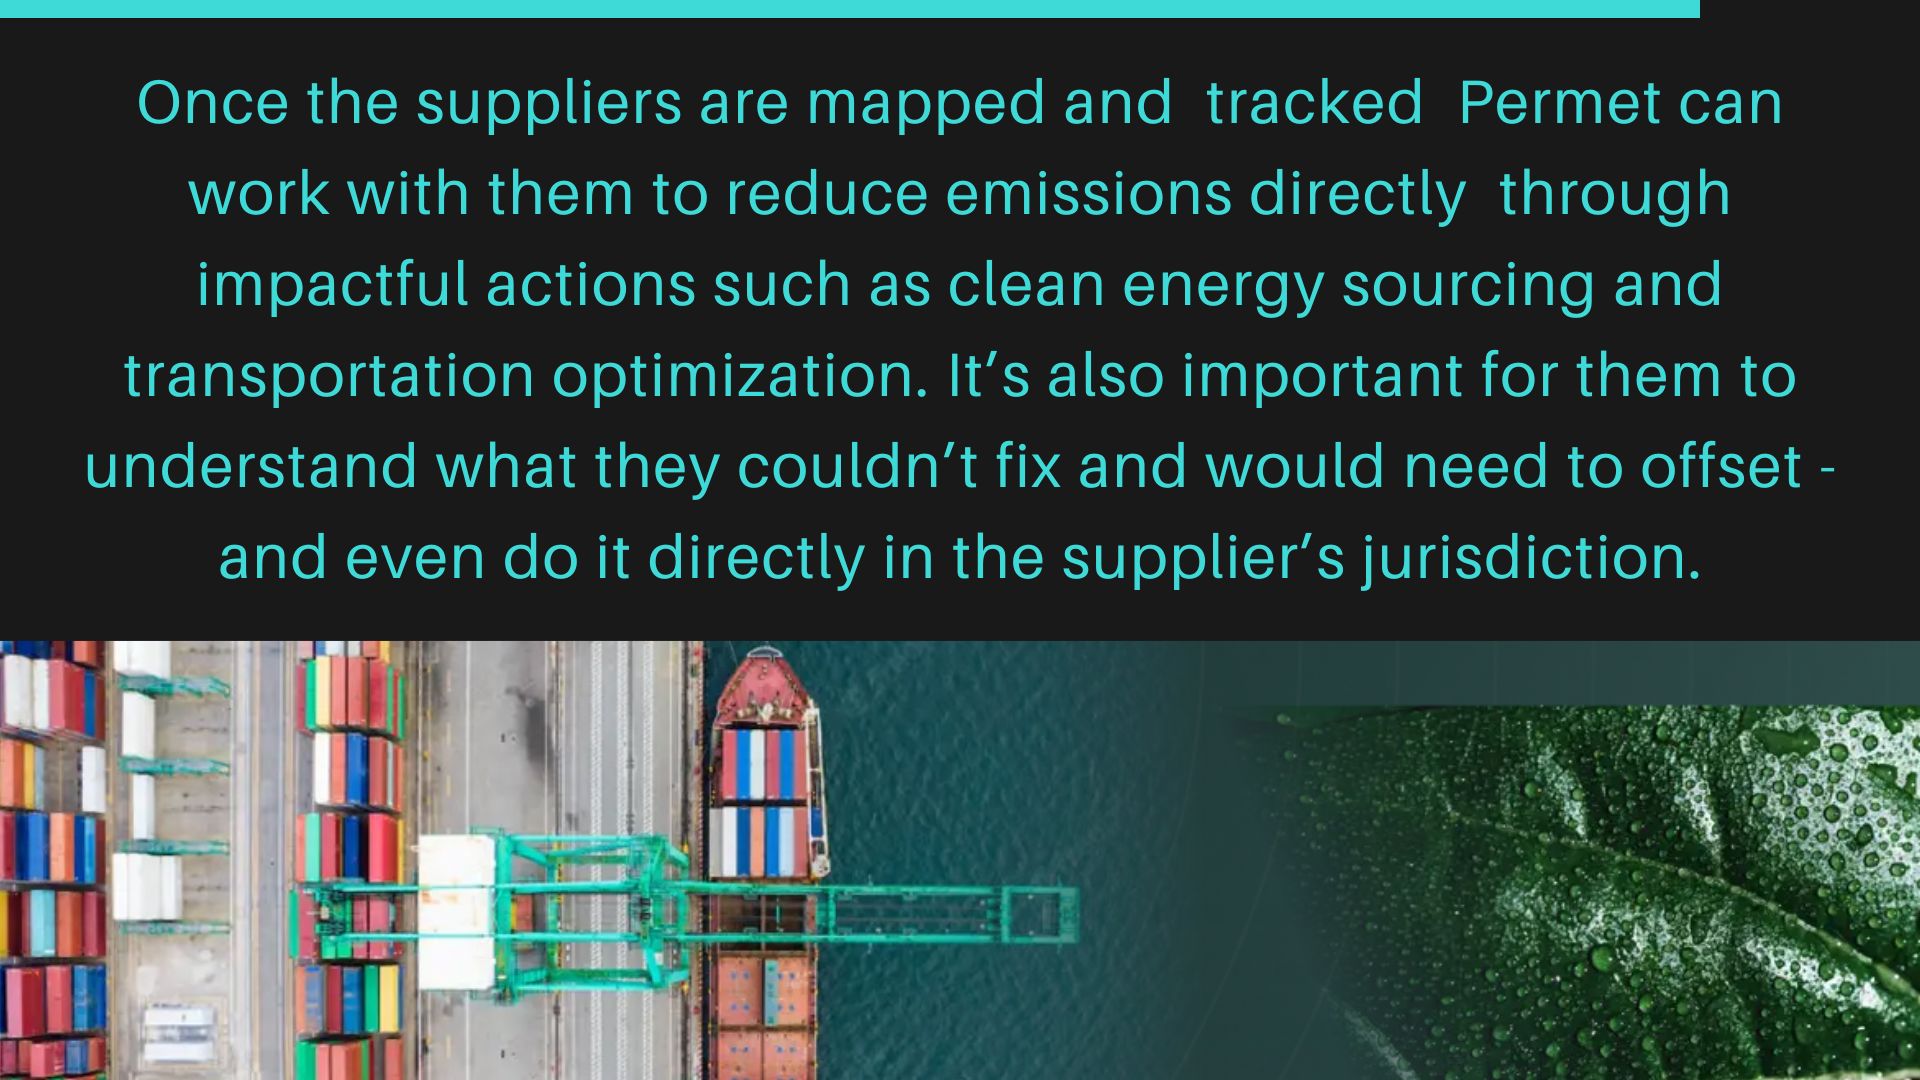 Once the suppliers are mapped and  tracked  Permet can
work with them to reduce emissions directly  through
impactful actions such as clean energy sourcing and
transportation optimization. It’s also important for them to
understand what they couldn’t fix and would need to offset -
and even do it directly in the supplier’s jurisdiction.